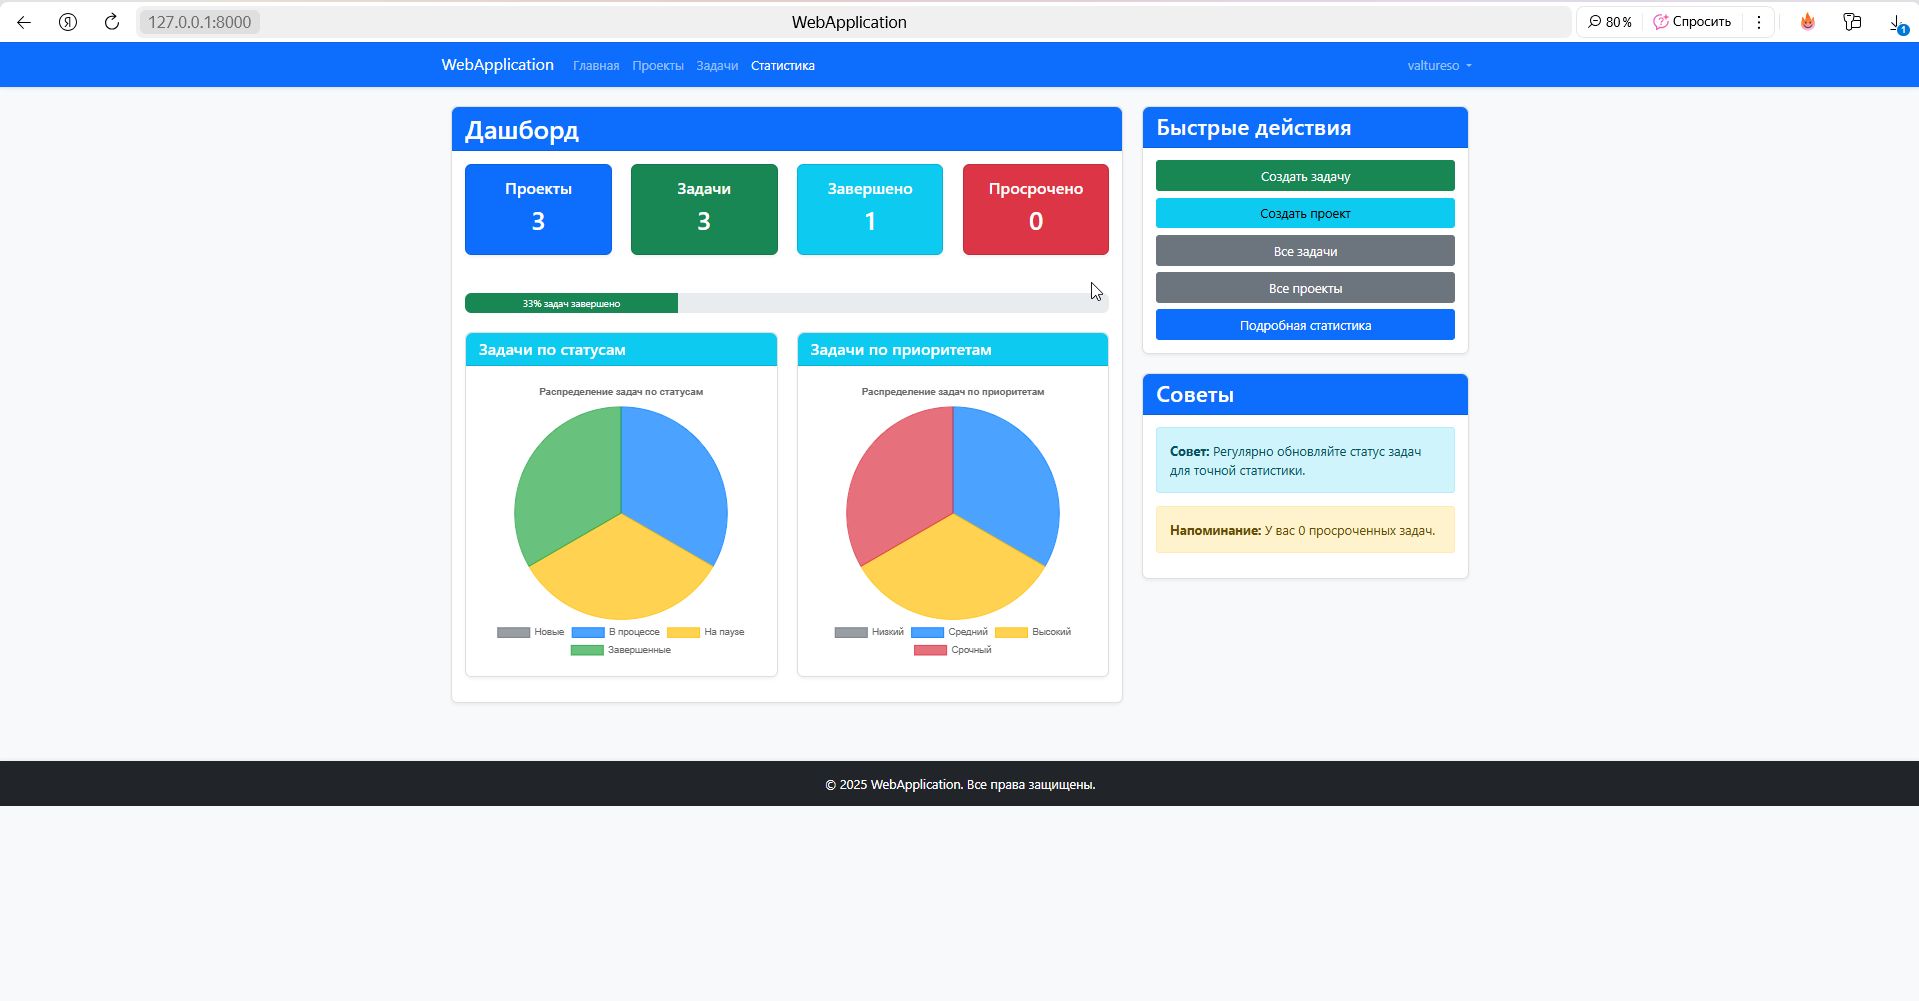 127.0.0.1:8000
WebApplication
80%
Спросить
1
WebApplication
Главная
Проекты
Задачи
Статистика
valtureso
Дашборд
Проекты
3
Задачи
3
Завершено
1
Просрочено
0
33% задач завершено
Задачи по статусам
Распределение задач по статусам
Новые
В процессе
На паузе
Завершенные
Задачи по приоритетам
Распределение задач по приоритетам
Низкий
Средний
Высокий
Срочный
Быстрые действия
Создать задачу
Создать проект
Все задачи
Все проекты
Подробная статистика
Советы
Совет: Регулярно обновляйте статус задач
для точной статистики.
Напоминание: У вас 0 просроченных задач.
© 2025 WebApplication. Все права защищены.